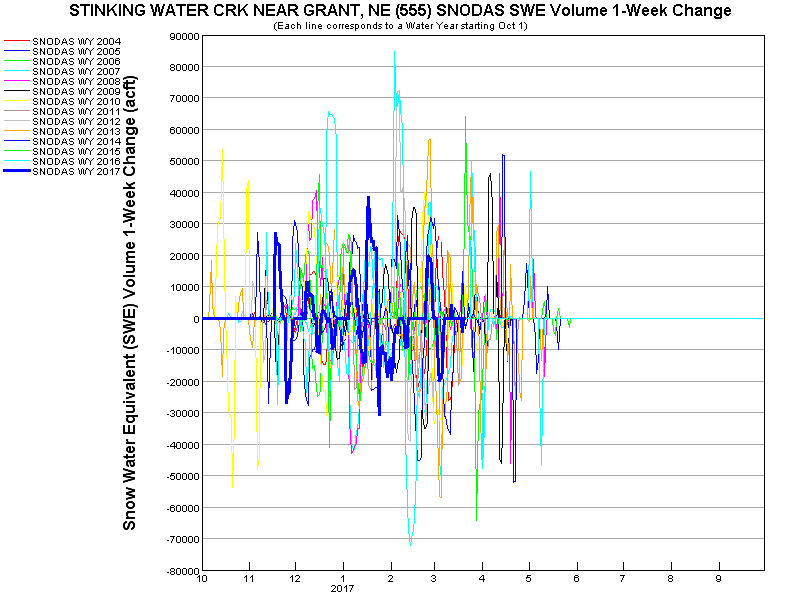 STINKING WATER CRK NEAR GRANT, NE (555) SNODAS SWE Volume 1-Week Change
(Each line corresponds to a Water Year starting Oct 1)
SNODAS WY 2004
SNODAS WY 2005
SNODAS WY 2006
SNODAS WY 2007
SNODAS WY 2008
SNODAS WY 2009
SNODAS WY 2010
SNODAS WY 2011
SNODAS WY 2012
SNODAS WY 2013
SNODAS WY 2014
SNODAS WY 2015
SNODAS WY 2016
SNODAS WY 2017
Snow Water Equivalent (SWE) Volume 1-Week Change (acft)
90000
80000
70000
60000
50000
40000
30000
20000
10000
0
-10000
-20000
-30000
-40000
-50000
-60000
-70000
-80000
10 11 12 1 2 3 4 5 6 7 8 9
2017